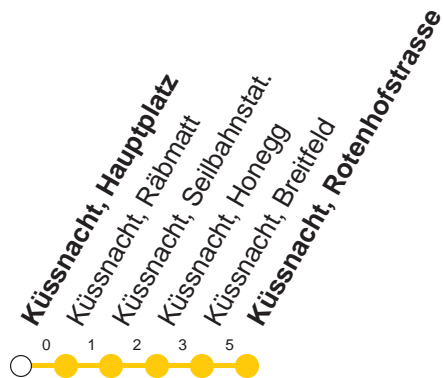 Küssnacht, Hauptplatz
Küssnacht, Räbmatt
Küssnacht, Seilbahnstat.
Küssnacht, Honegg
Küssnacht, Breitfeld
Küssnacht, Rotenhofstrasse
0 1 2 3 5